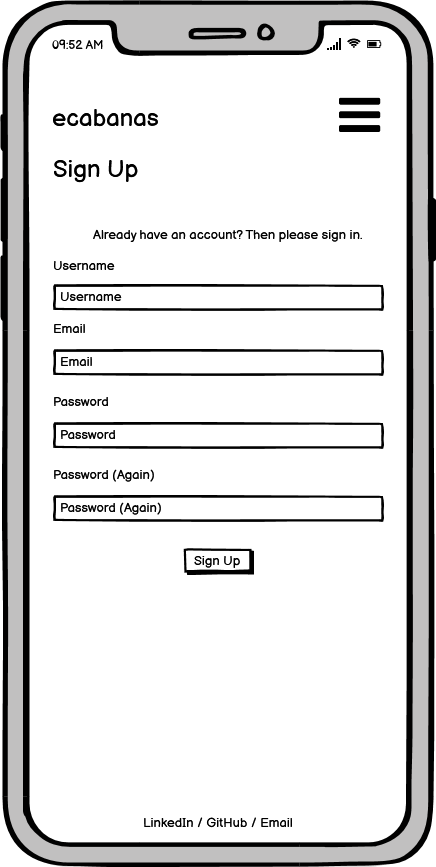 09:52 AM
ecabanas
Sign Up
Already have an account? Then please sign in.
Username
Username
Email
Email
Password
Password
Password (Again)
Password (Again)
Sign Up
LinkedIn / GitHub / Email